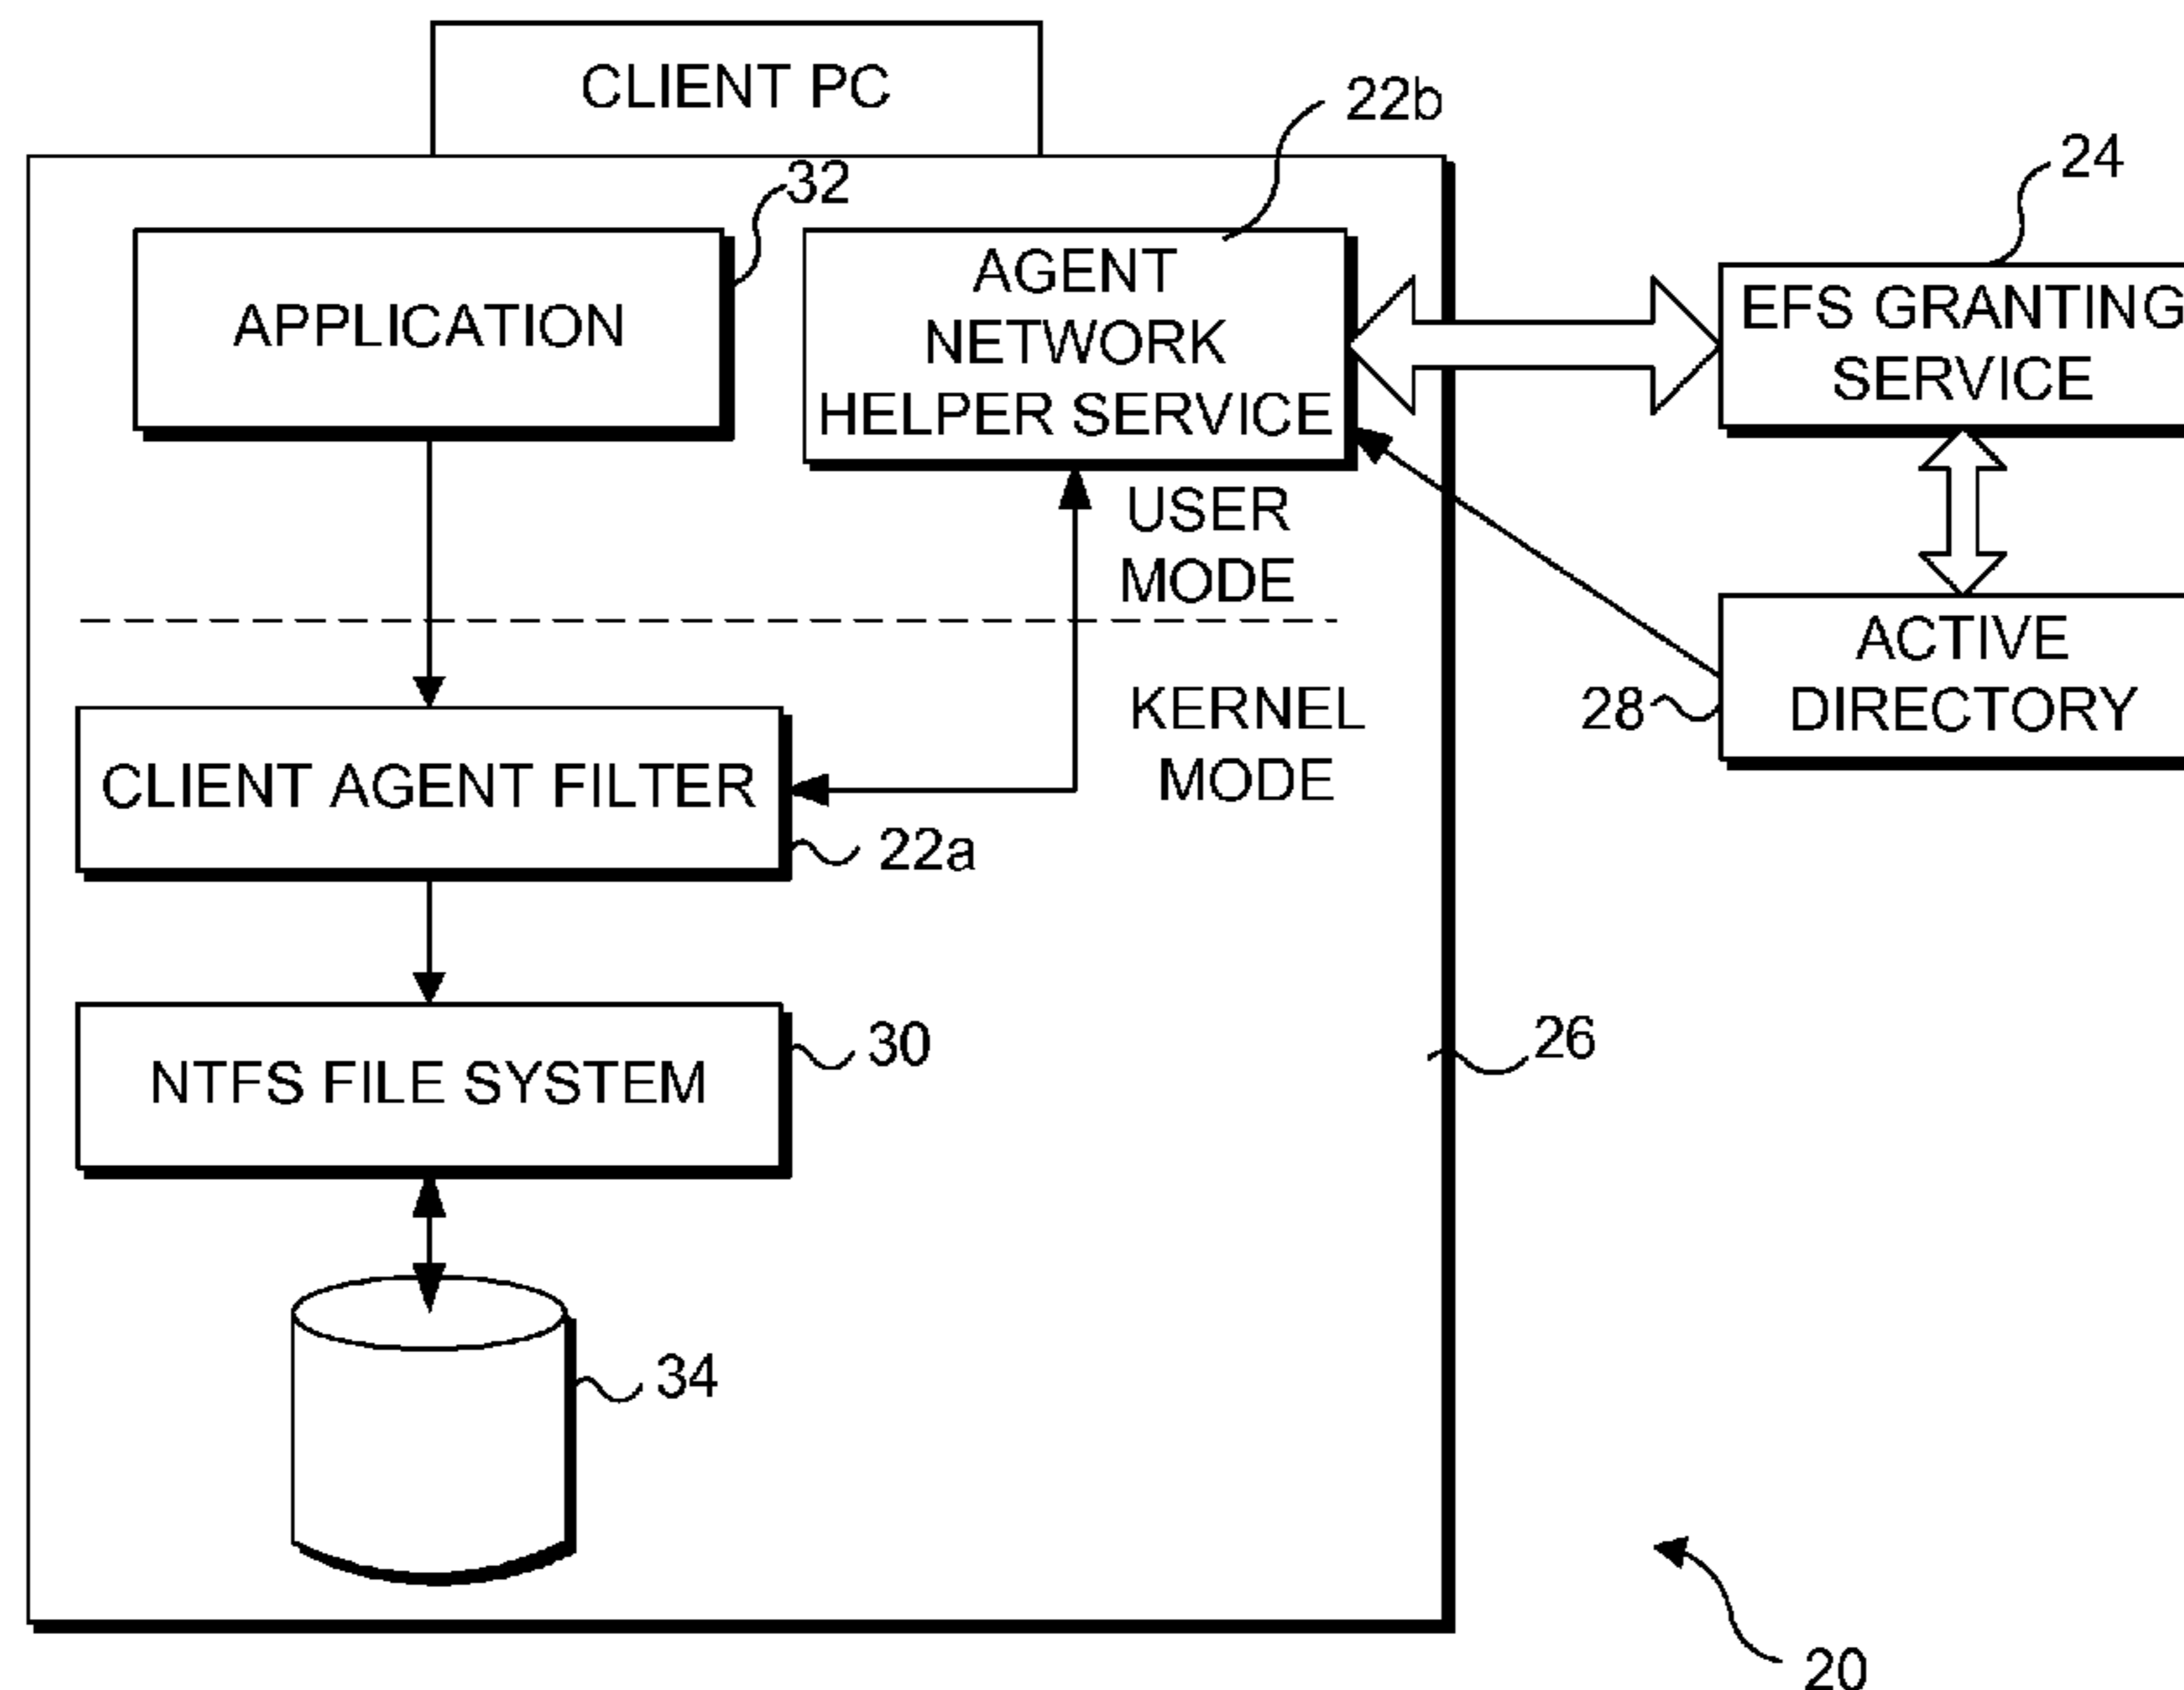 CLIENT PC
22b
24
32
APPLICATION
AGENT
NETWORK
HELPER SERVICE
EFS GRANTING
SERVICE
USER
MODE
KERNEL
MODE
ACTIVE
DIRECTORY
28
CLIENT AGENT FILTER
22a
NTFS FILE SYSTEM
30
26
34
20